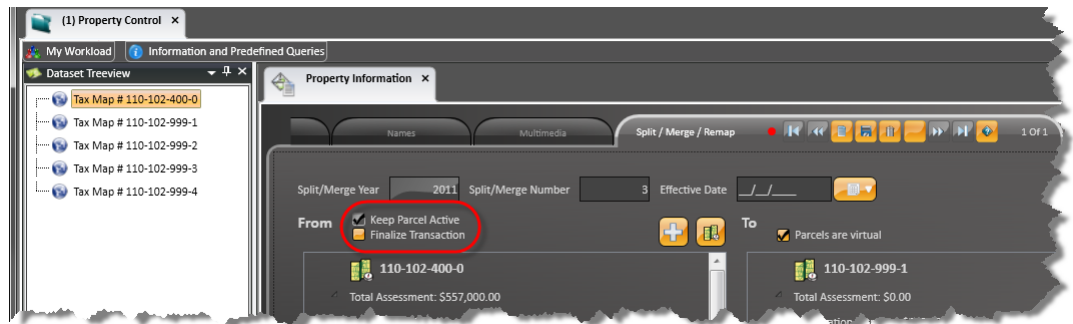 (1) Property Control ×
My Workload Information and Predefined Queries
Dataset Treeview
Property Information ×
Tax Map # 110-102-400-0
Tax Map # 110-102-999-1
Tax Map # 110-102-999-2
Tax Map # 110-102-999-3
Tax Map # 110-102-999-4
Names Multimedia Split / Merge / Remap 1 Of 1
Split/Merge Year 2011 Split/Merge Number 3 Effective Date __/__/____
From Keep Parcel Active
Finalize Transaction
To Parcels are virtual
110-102-400-0
Total Assessment: $557,000.00
110-102-999-1
Total Assessment: $0.00